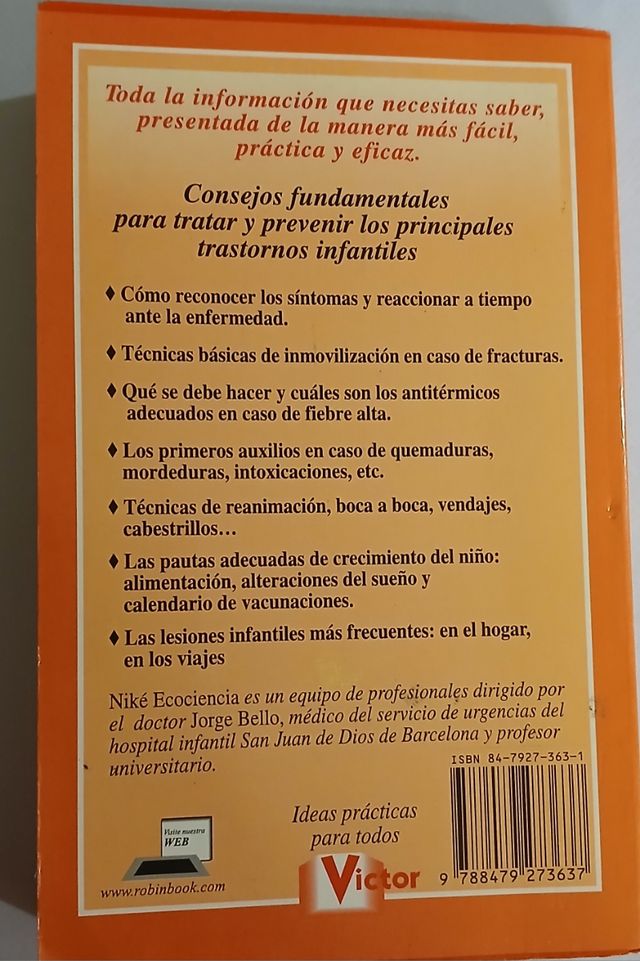 Toda la información que necesitas saber,
presentada de la manera más fácil,
práctica y eficaz.
Consejos fundamentales
para tratar y prevenir los principales
trastornos infantiles
♦ Cómo reconocer los síntomas y reaccionar a tiempo
ante la enfermedad.
♦ Técnicas básicas de inmovilización en caso de fracturas.
♦ Qué se debe hacer y cuáles son los antitérmicos
adecuados en caso de fiebre alta.
♦ Los primeros auxilios en caso de quemaduras,
mordeduras, intoxicaciones, etc.
♦ Técnicas de reanimación, boca a boca, vendajes,
cabestrillos...
♦ Las pautas adecuadas de crecimiento del niño:
alimentación, alteraciones del sueño y
calendario de vacunaciones.
♦ Las lesiones infantiles más frecuentes: en el hogar,
en los viajes
Niké Ecociencia es un equipo de profesionales dirigido por
el doctor Jorge Bello, médico del servicio de urgencias del
hospital infantil San Juan de Dios de Barcelona y profesor
universitario.
ISBN 84-7927-363-1
Visite nuestra
WEB
www.robinbook.com
Ideas prácticas
para todos
Victor
9 788479 273637